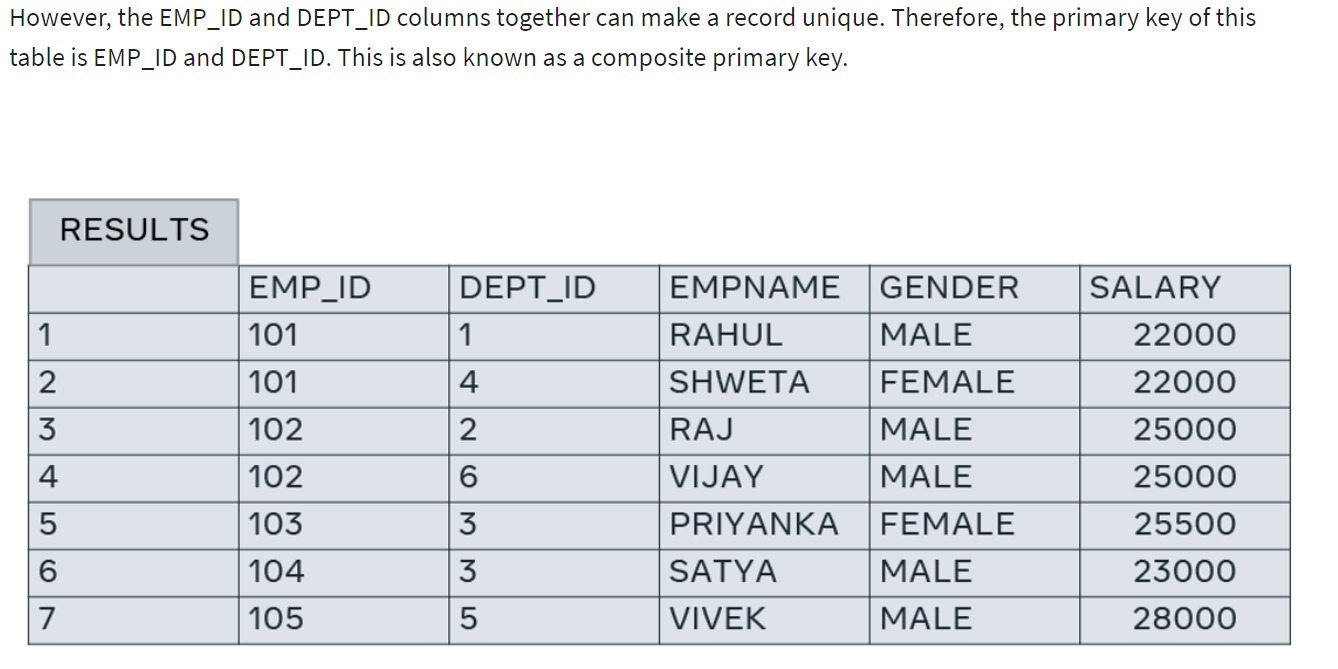 However, the EMP_ID and DEPT_ID columns together can make a record unique. Therefore, the primary key of this
table is EMP_ID and DEPT_ID. This is also known as a composite primary key.
RESULTS
EMP_ID DEPT_ID EMPNAME GENDER SALARY
1 101 1 RAHUL MALE 22000
2 101 4 SHWETA FEMALE 22000
3 102 2 RAJ MALE 25000
4 102 6 VIJAY MALE 25000
5 103 3 PRIYANKA FEMALE 25500
6 104 3 SATYA MALE 23000
7 105 5 VIVEK MALE 28000